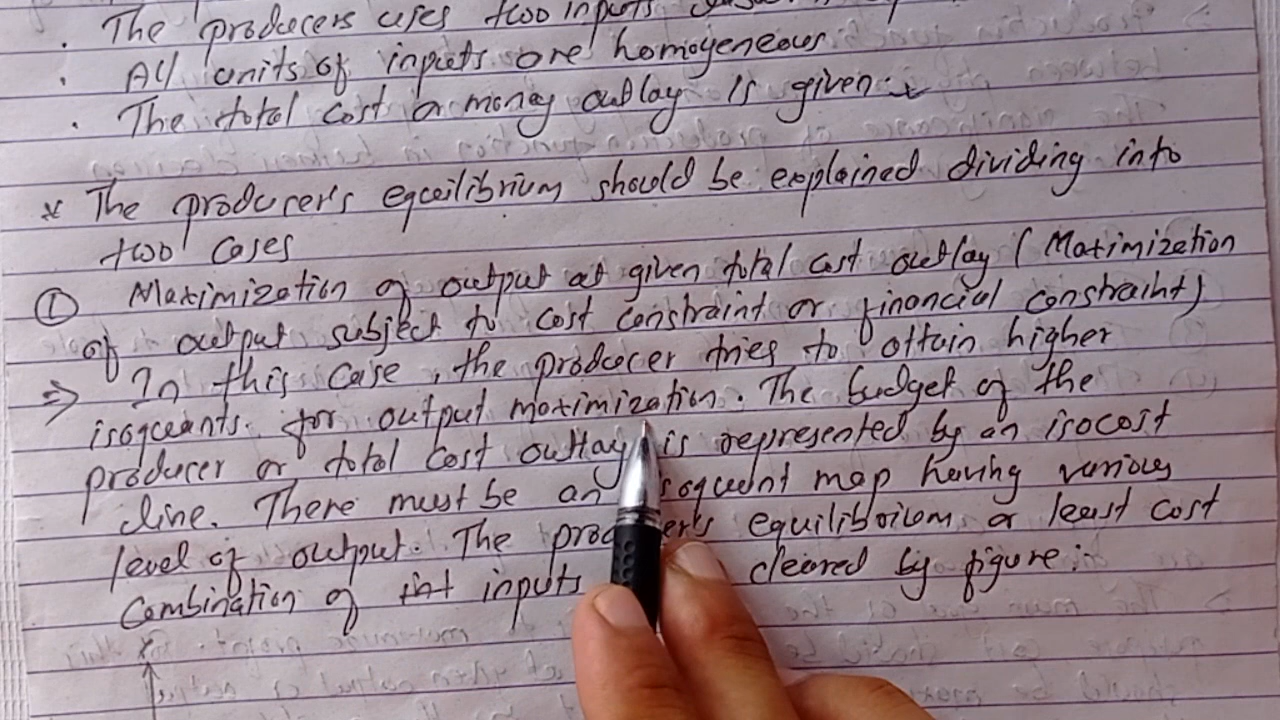 . The producers uses two inputs
. All units of inputs are homogeneous.
. The total cost or money outlay is given.
* The producer's equilibrium should be explained dividing into
two cases
① Maximization of output at given total cost outlay (Maximization
of output subject to cost constraint or financial constraint)
⇒ In this case, the producer tries to attain higher
isoquants. for output maximization. The budget of the
producer or total cost outlay is represented by an isocost
line. There must be an isoquent map having various
level of output. The prod er's equilibrium or least cost
Combination of inputs cleared by figure :-
x